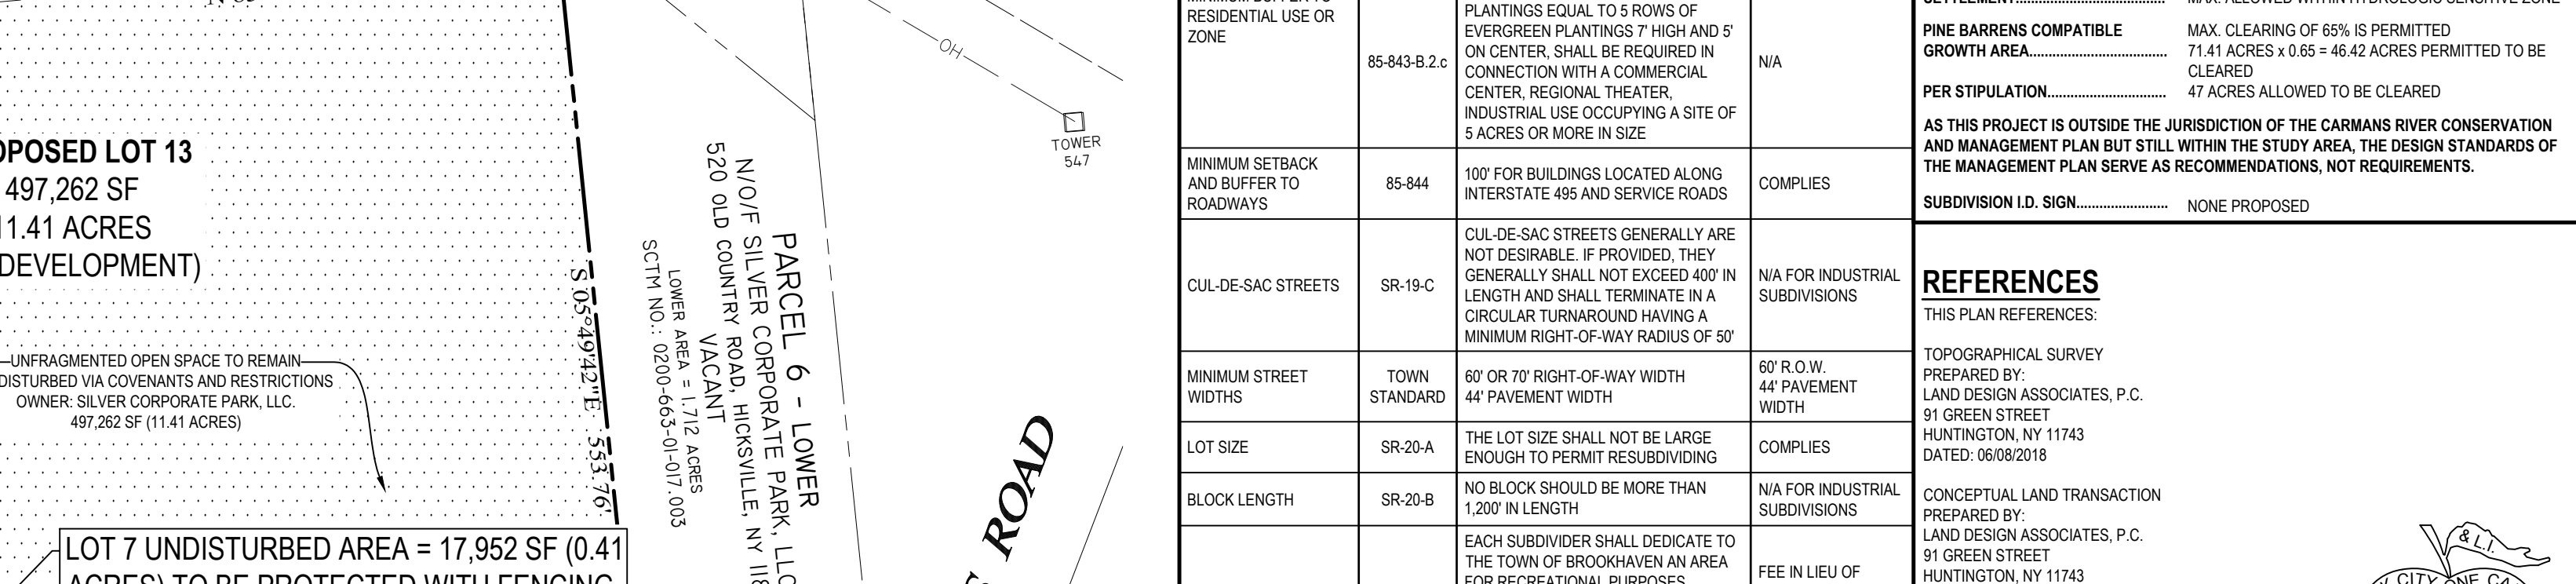 OPOSED LOT 13
497,262 SF
11.41 ACRES
DEVELOPMENT)
UNFRAGMENTED OPEN SPACE TO REMAIN
DISTURBED VIA COVENANTS AND RESTRICTIONS
OWNER: SILVER CORPORATE PARK, LLC.
497,262 SF (11.41 ACRES)
LOT 7 UNDISTURBED AREA = 17,952 SF (0.41
ACRES) TO BE PROTECTED WITH FENCING
S 05°49'42"E 553.76'
OH
TOWER
547
PARCEL 6 - LOWER
N/O/F SILVER CORPORATE PARK, LLC
520 OLD COUNTRY ROAD, HICKSVILLE, NY 118
VACANT
LOWER AREA = 1.712 ACRES
SCTM NO.: 0200-663-01-017.003
ROAD
RESIDENTIAL USE OR
ZONE
85-843-B.2.c
PLANTINGS EQUAL TO 5 ROWS OF
EVERGREEN PLANTINGS 7' HIGH AND 5'
ON CENTER, SHALL BE REQUIRED IN
CONNECTION WITH A COMMERCIAL
CENTER, REGIONAL THEATER,
INDUSTRIAL USE OCCUPYING A SITE OF
5 ACRES OR MORE IN SIZE
N/A
MINIMUM SETBACK
AND BUFFER TO
ROADWAYS
85-844
100' FOR BUILDINGS LOCATED ALONG
INTERSTATE 495 AND SERVICE ROADS
COMPLIES
CUL-DE-SAC STREETS
SR-19-C
CUL-DE-SAC STREETS GENERALLY ARE
NOT DESIRABLE. IF PROVIDED, THEY
GENERALLY SHALL NOT EXCEED 400' IN
LENGTH AND SHALL TERMINATE IN A
CIRCULAR TURNAROUND HAVING A
MINIMUM RIGHT-OF-WAY RADIUS OF 50'
N/A FOR INDUSTRIAL
SUBDIVISIONS
MINIMUM STREET
WIDTHS
TOWN
STANDARD
60' OR 70' RIGHT-OF-WAY WIDTH
44' PAVEMENT WIDTH
60' R.O.W.
44' PAVEMENT
WIDTH
LOT SIZE
SR-20-A
THE LOT SIZE SHALL NOT BE LARGE
ENOUGH TO PERMIT RESUBDIVIDING
COMPLIES
BLOCK LENGTH
SR-20-B
NO BLOCK SHOULD BE MORE THAN
1,200' IN LENGTH
N/A FOR INDUSTRIAL
SUBDIVISIONS
EACH SUBDIVIDER SHALL DEDICATE TO
THE TOWN OF BROOKHAVEN AN AREA
FOR RECREATIONAL PURPOSES
FEE IN LIEU OF
PINE BARRENS COMPATIBLE
GROWTH AREA...................................
MAX. CLEARING OF 65% IS PERMITTED
71.41 ACRES x 0.65 = 46.42 ACRES PERMITTED TO BE
CLEARED
PER STIPULATION..............................
47 ACRES ALLOWED TO BE CLEARED
AS THIS PROJECT IS OUTSIDE THE JURISDICTION OF THE CARMANS RIVER CONSERVATION
AND MANAGEMENT PLAN BUT STILL WITHIN THE STUDY AREA, THE DESIGN STANDARDS OF
THE MANAGEMENT PLAN SERVE AS RECOMMENDATIONS, NOT REQUIREMENTS.
SUBDIVISION I.D. SIGN.......................
NONE PROPOSED
REFERENCES
THIS PLAN REFERENCES:
TOPOGRAPHICAL SURVEY
PREPARED BY:
LAND DESIGN ASSOCIATES, P.C.
91 GREEN STREET
HUNTINGTON, NY 11743
DATED: 06/08/2018
CONCEPTUAL LAND TRANSACTION
PREPARED BY:
LAND DESIGN ASSOCIATES, P.C.
91 GREEN STREET
HUNTINGTON, NY 11743
& L.I.
CITY ONE CA